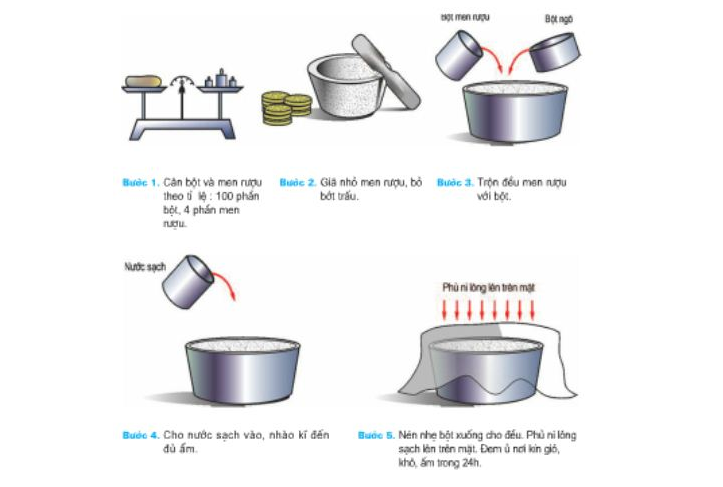 Bột men rượu
Bột ngô
Bước 1. Cân bột và men rượu
theo tỉ lệ : 100 phần
bột, 4 phần men
rượu.
Bước 2. Giã nhỏ men rượu, bỏ
bớt trấu.
Bước 3. Trộn đều men rượu
với bột.
Nước sạch
Phủ ni lông lên trên mặt
Bước 4. Cho nước sạch vào, nhào kĩ đến
đủ ẩm.
Bước 5. Nén nhẹ bột xuống cho đều. Phủ ni lông
sạch lên trên mặt. Đem ủ nơi kín gió,
khô, ấm trong 24h.